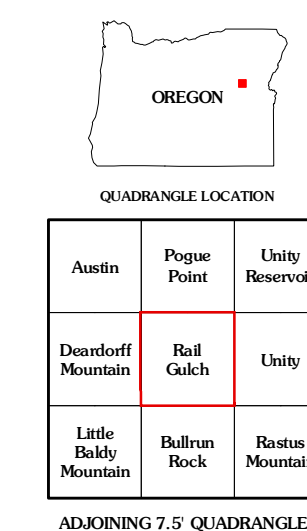 OREGON
QUADRANGLE LOCATION
Austin
Pogue
Point
Unity
Reservoi
Deardorff
Mountain
Rail
Gulch
Unity
Little
Baldy
Mountain
Bullrun
Rock
Rastus
Mountai
ADJOINING 7.5' QUADRANGLE